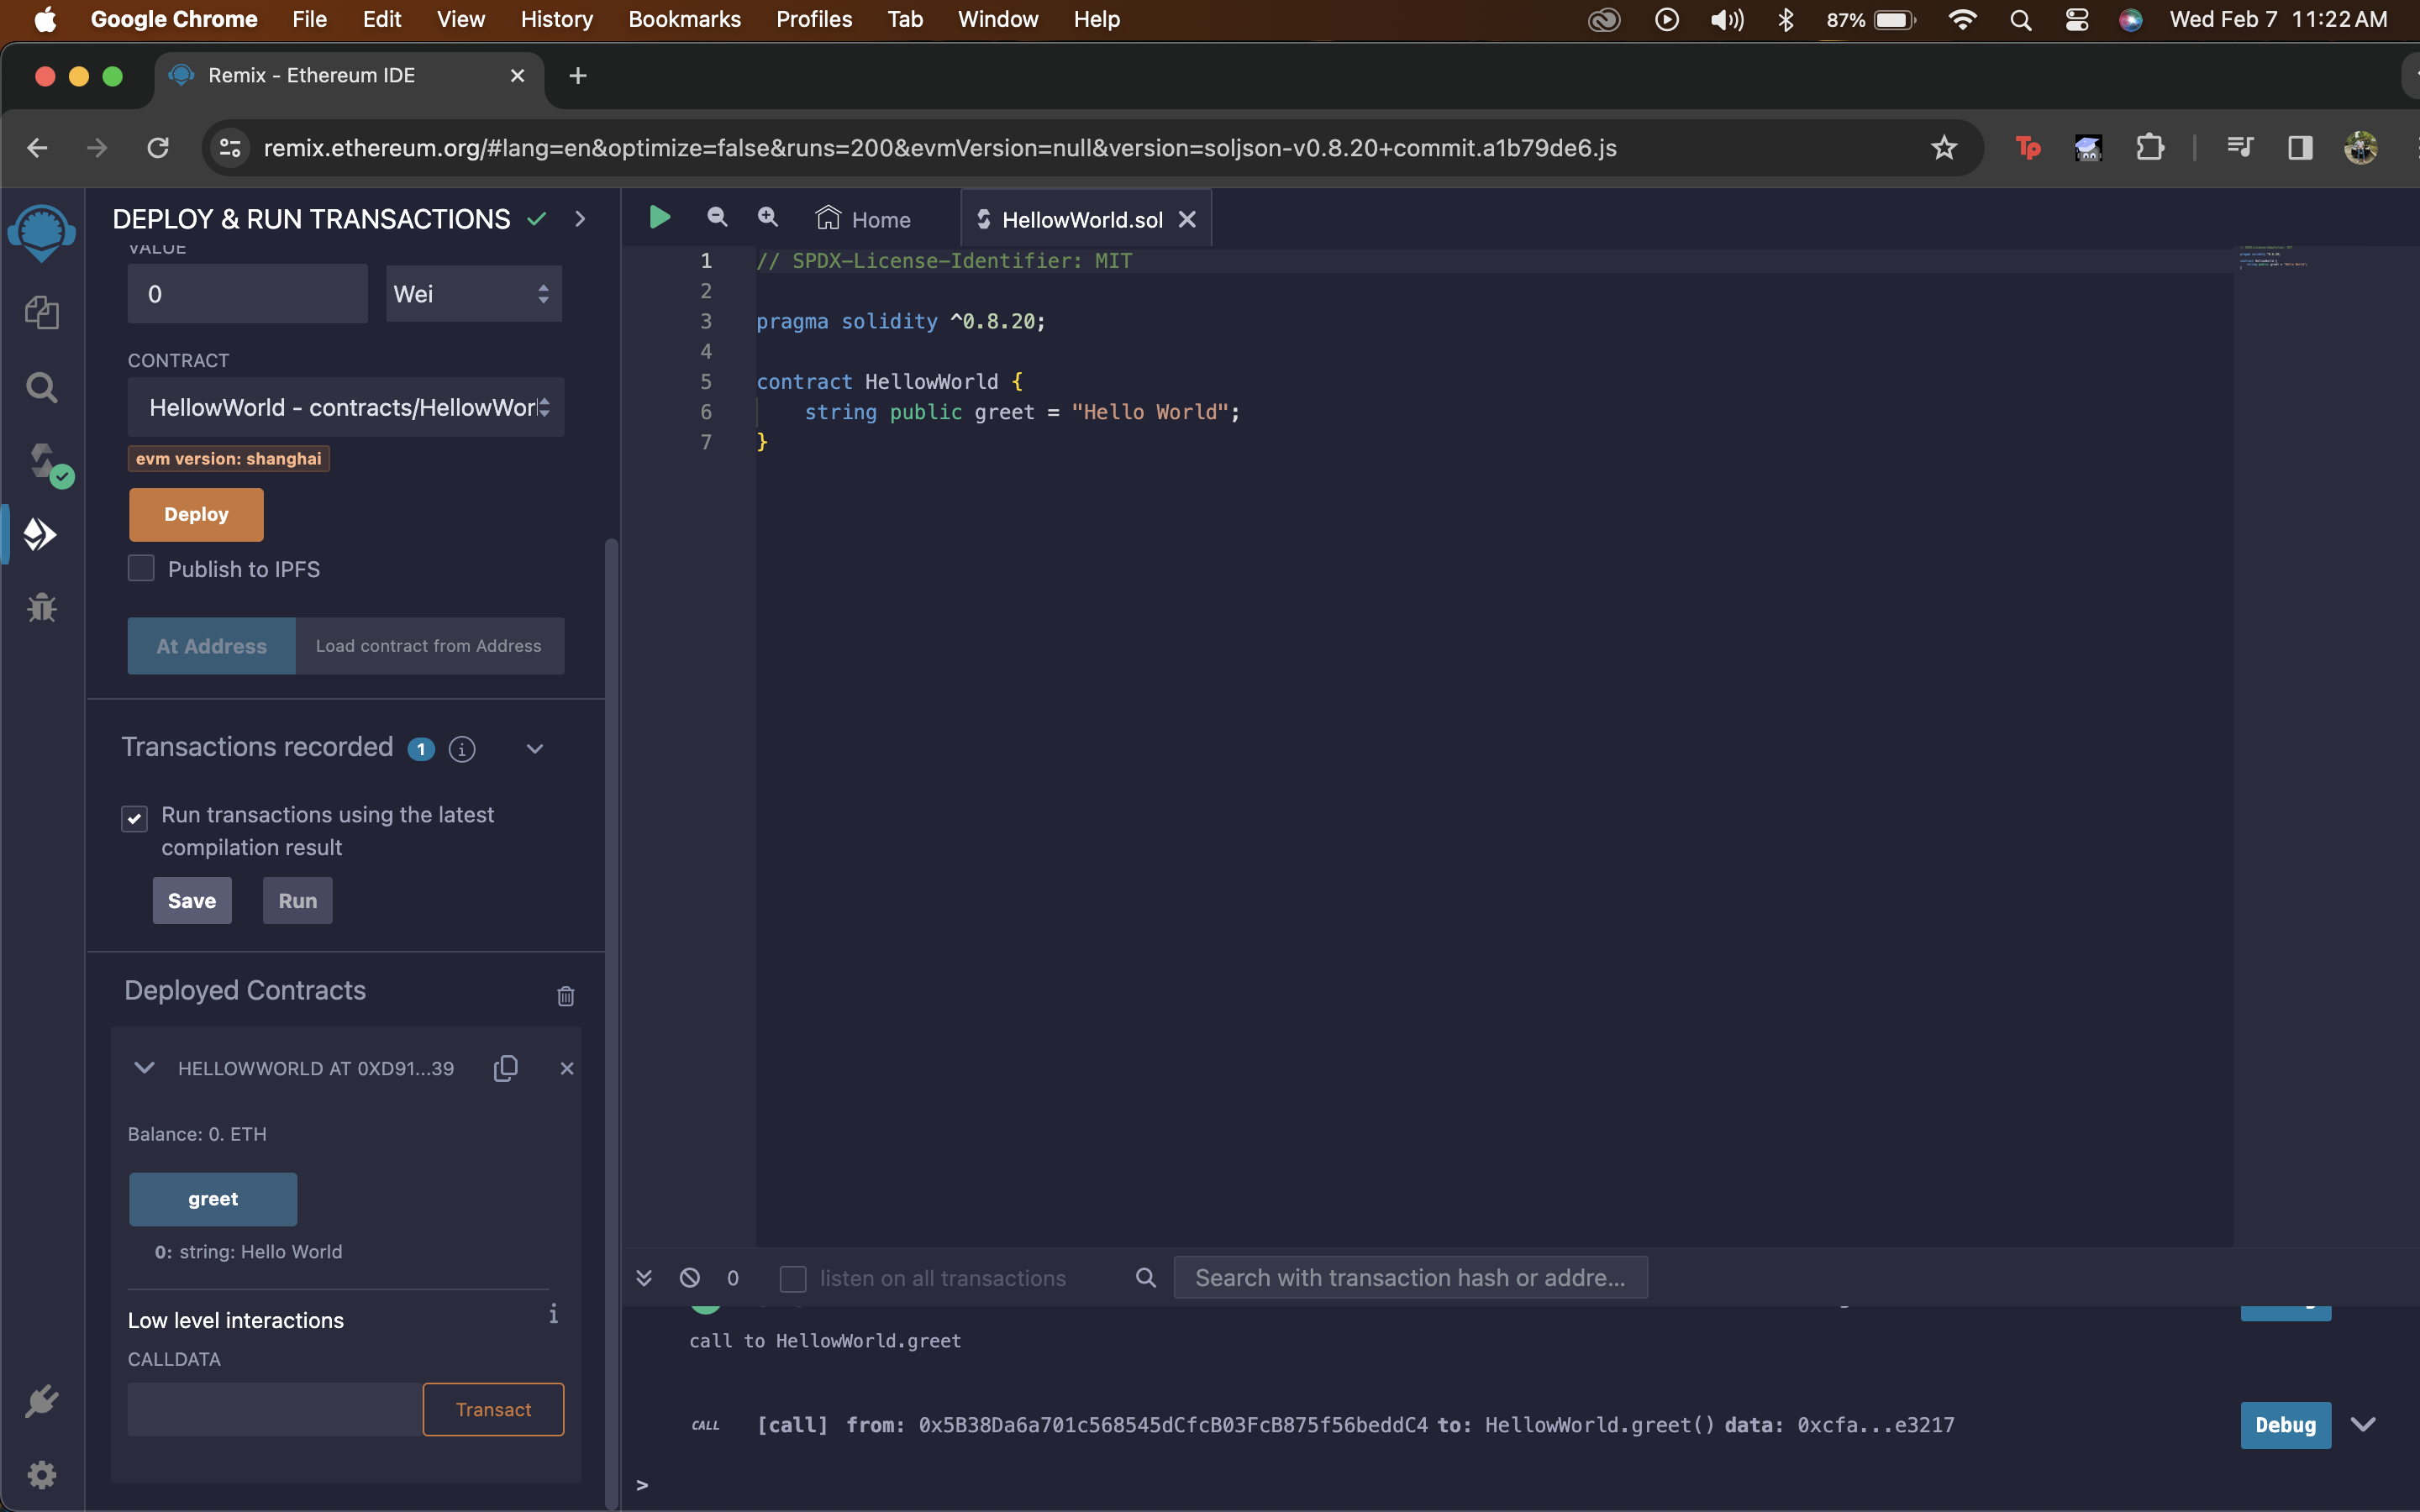 Google Chrome File Edit View History Bookmarks Profiles Tab Window Help 87% Wed Feb 7 11:22 AM
Remix - Ethereum IDE
remix.ethereum.org/#lang=en&optimize=false&runs=200&evmVersion=null&version=soljson-v0.8.20+commit.a1b79de6.js
Tp
DEPLOY & RUN TRANSACTIONS
VALUE
0 Wei
CONTRACT
HellowWorld - contracts/HellowWorl
evm version: shanghai
Deploy
Publish to IPFS
At Address Load contract from Address
Transactions recorded 1 i
Run transactions using the latest
compilation result
Save Run
Deployed Contracts
HELLOWWORLD AT 0XD91...39
Balance: 0. ETH
greet
0: string: Hello World
Low level interactions i
CALLDATA
Transact
Home HellowWorld.sol
1 // SPDX-License-Identifier: MIT
2
3 pragma solidity ^0.8.20;
4
5 contract HellowWorld {
6 string public greet = "Hello World";
7 }
0 listen on all transactions Search with transaction hash or addre...
call to HellowWorld.greet
CALL [call] from: 0x5B38Da6a701c568545dCfcB03FcB875f56beddC4 to: HellowWorld.greet() data: 0xcfa...e3217 Debug
>